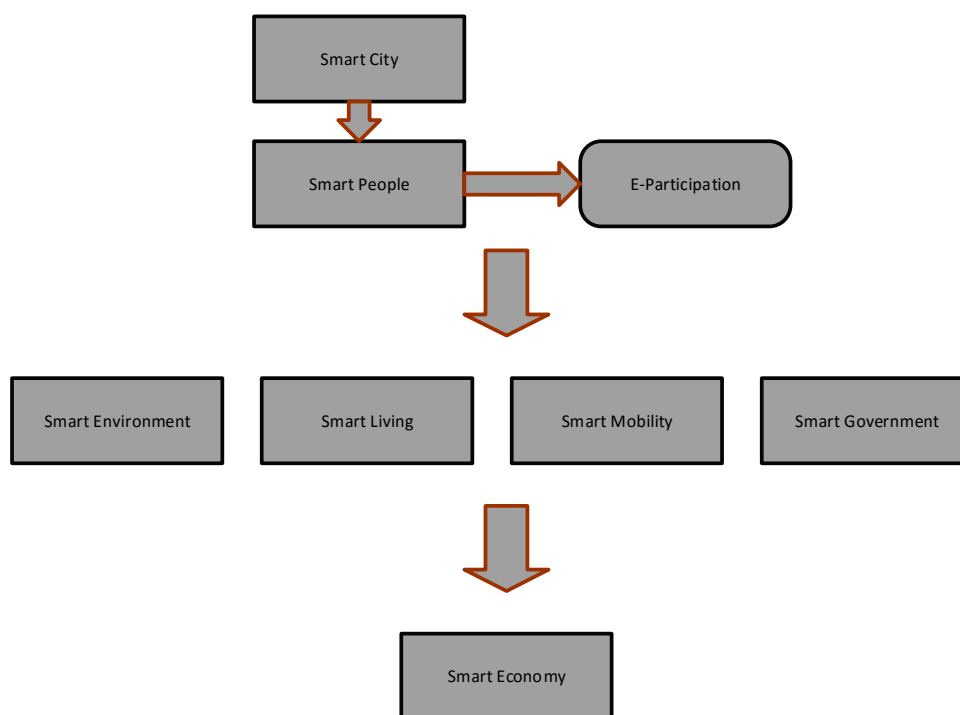 Smart City
Smart People
E-Participation
Smart Environment
Smart Living
Smart Mobility
Smart Government
Smart Economy